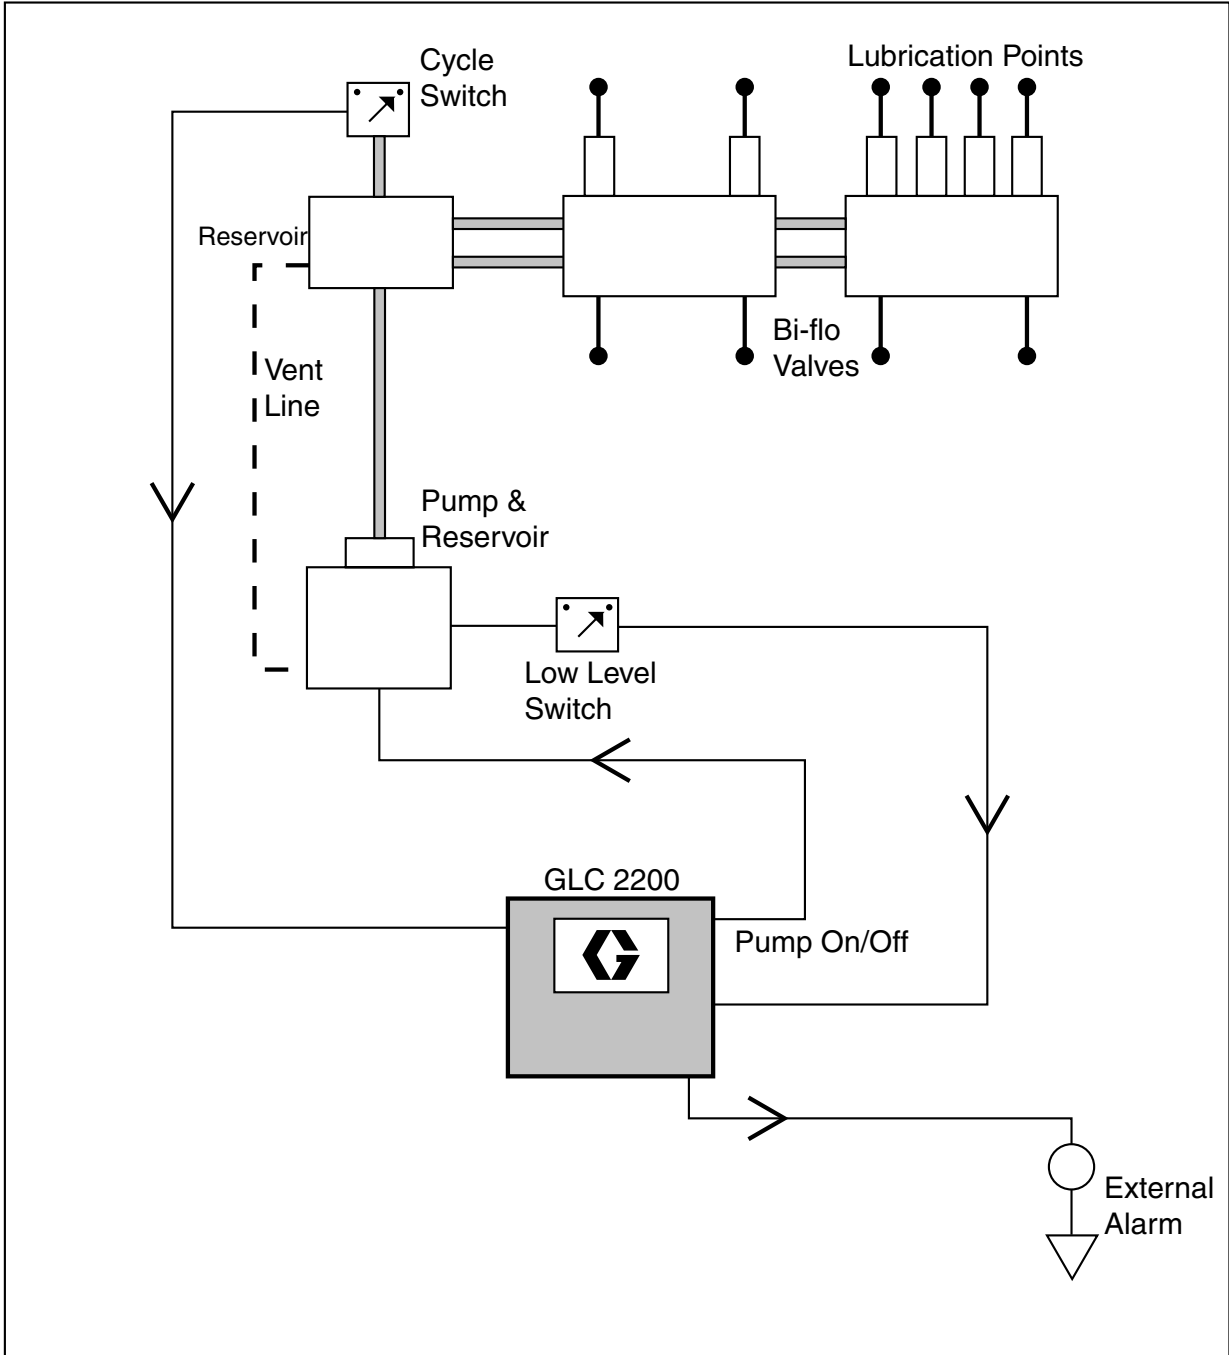 Cycle
Switch
Lubrication Points
Reservoir
Bi-flo
Valves
Vent
Line
Pump &
Reservoir
Low Level
Switch
GLC 2200
Pump On/Off
External
Alarm